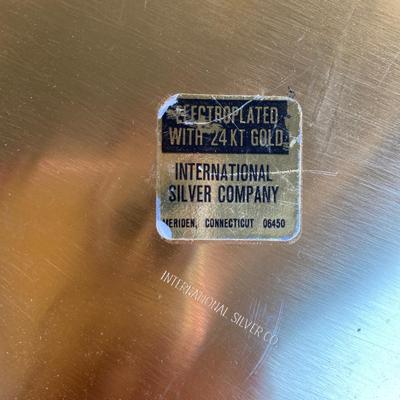 ELECTROPLATED
WITH 24 KT GOLD
INTERNATIONAL
SILVER COMPANY
MERIDEN, CONNECTICUT 06450
INTERNATIONAL SILVER CO.